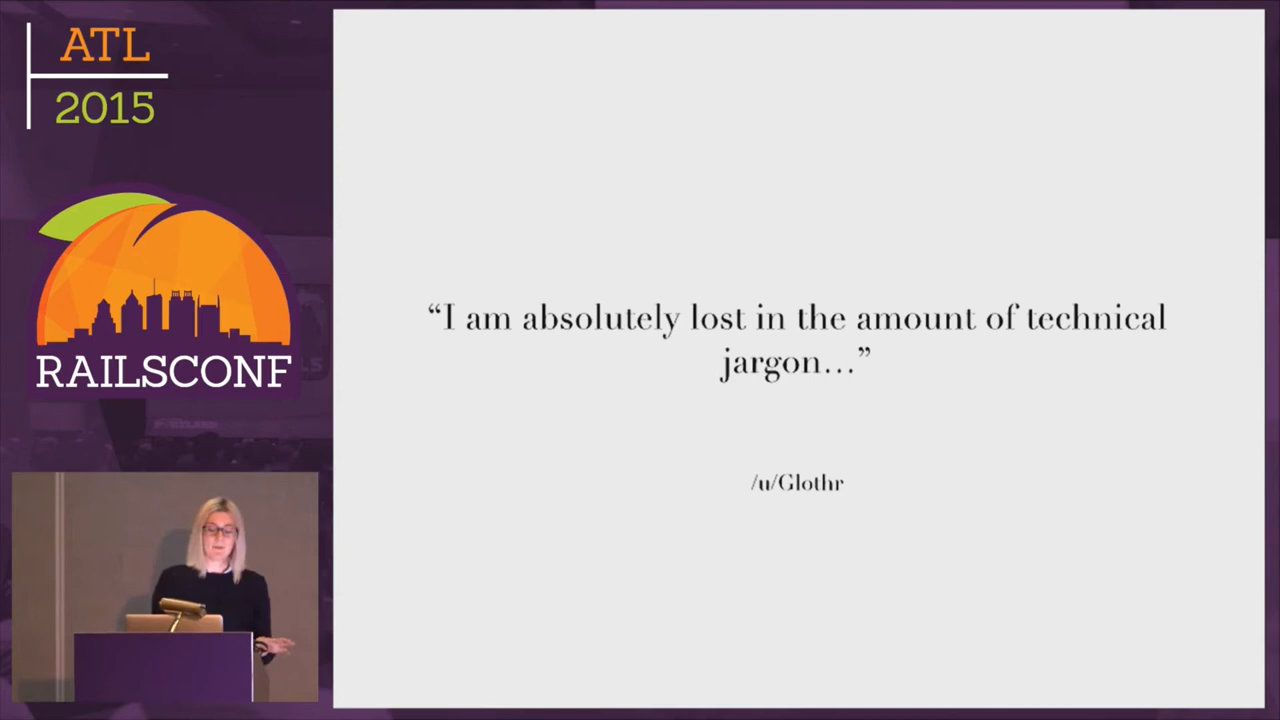 ATL
2015
RAILSCONF
“I am absolutely lost in the amount of technical
jargon...”
/u/Glothr